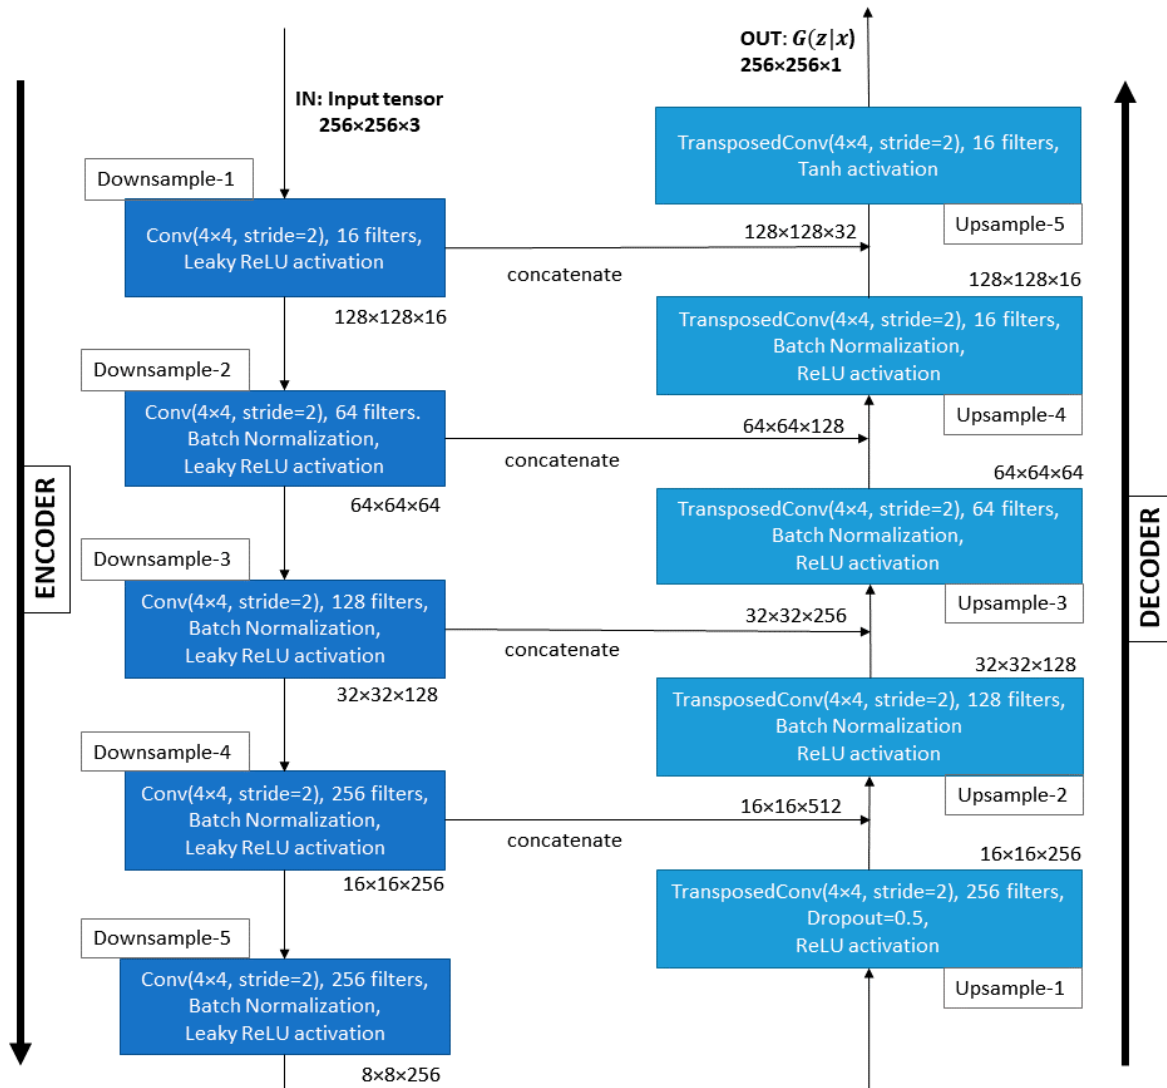 ENCODER
IN: Input tensor
256×256×3
Downsample-1
Conv(4×4, stride=2), 16 filters,
Leaky ReLU activation
128×128×16
Downsample-2
Conv(4×4, stride=2), 64 filters.
Batch Normalization,
Leaky ReLU activation
64×64×64
Downsample-3
Conv(4×4, stride=2), 128 filters,
Batch Normalization,
Leaky ReLU activation
32×32×128
Downsample-4
Conv(4×4, stride=2), 256 filters,
Batch Normalization,
Leaky ReLU activation
16×16×256
Downsample-5
Conv(4×4, stride=2), 256 filters,
Batch Normalization,
Leaky ReLU activation
8×8×256
concatenate
concatenate
concatenate
concatenate
OUT: G(z|x)
256×256×1
TransposedConv(4×4, stride=2), 16 filters,
Tanh activation
Upsample-5
128×128×32
128×128×16
TransposedConv(4×4, stride=2), 16 filters,
Batch Normalization,
ReLU activation
Upsample-4
64×64×128
64×64×64
TransposedConv(4×4, stride=2), 64 filters,
Batch Normalization,
ReLU activation
Upsample-3
32×32×256
32×32×128
TransposedConv(4×4, stride=2), 128 filters,
Batch Normalization
ReLU activation
Upsample-2
16×16×512
16×16×256
TransposedConv(4×4, stride=2), 256 filters,
Dropout=0.5,
ReLU activation
Upsample-1
DECODER